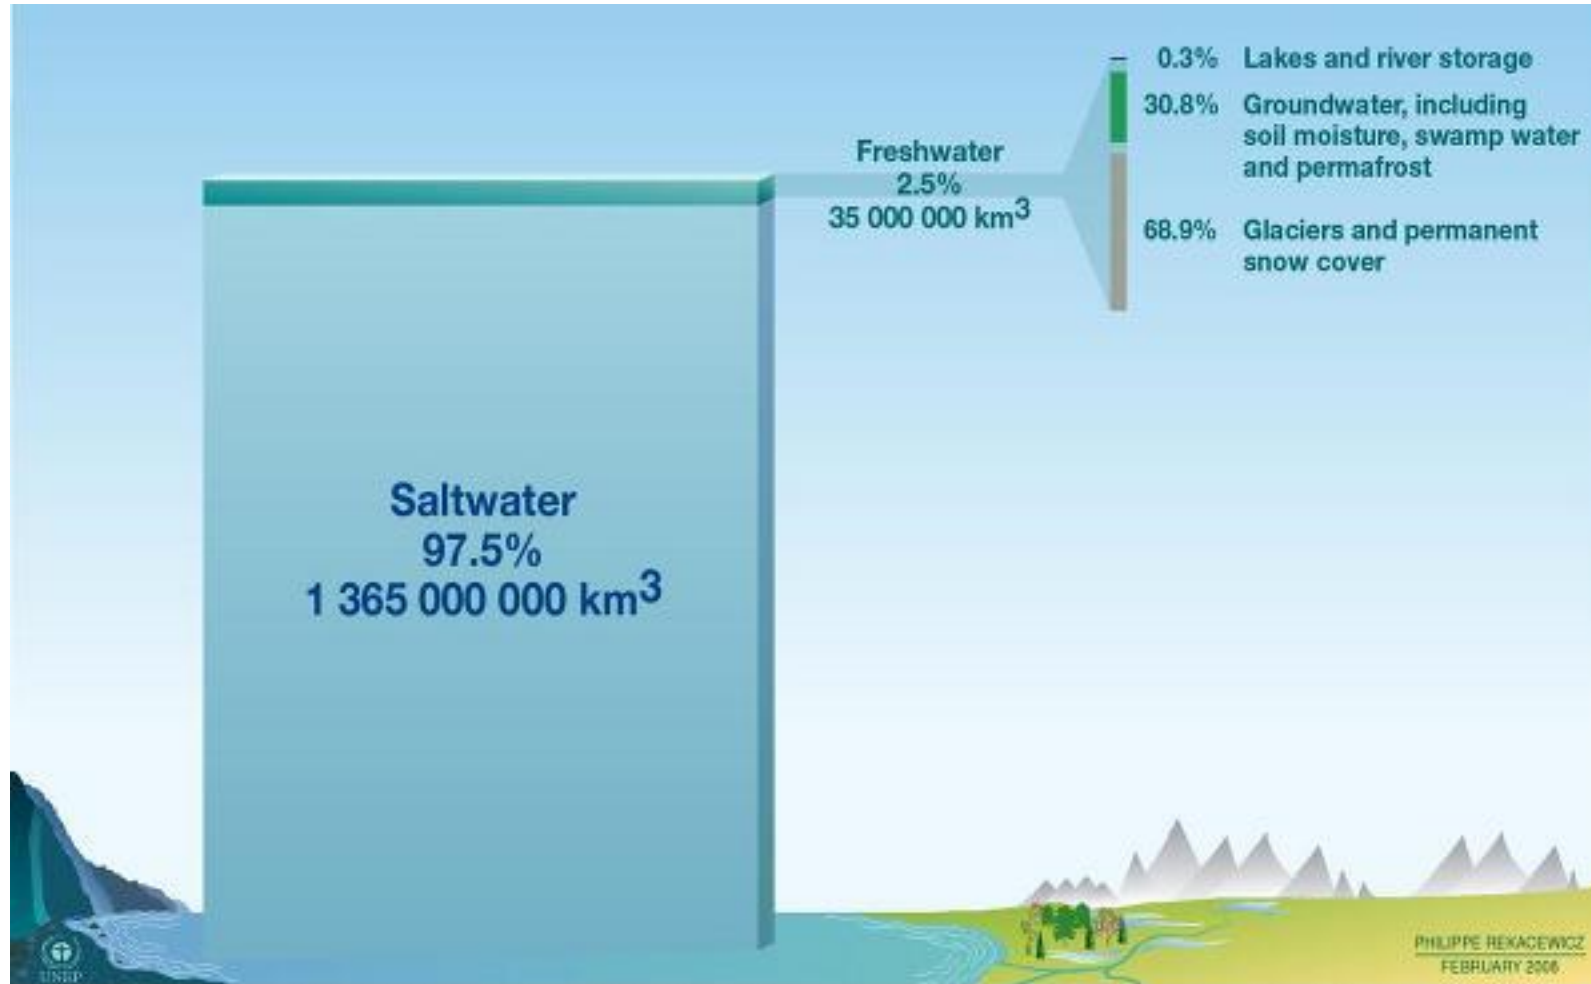 0.3% Lakes and river storage
30.8% Groundwater, including
soil moisture, swamp water
and permafrost
68.9% Glaciers and permanent
snow cover
Freshwater
2.5%
35 000 000 km³
Saltwater
97.5%
1 365 000 000 km³
UNEP
PHILIPPE REKACEWICZ
FEBRUARY 2006